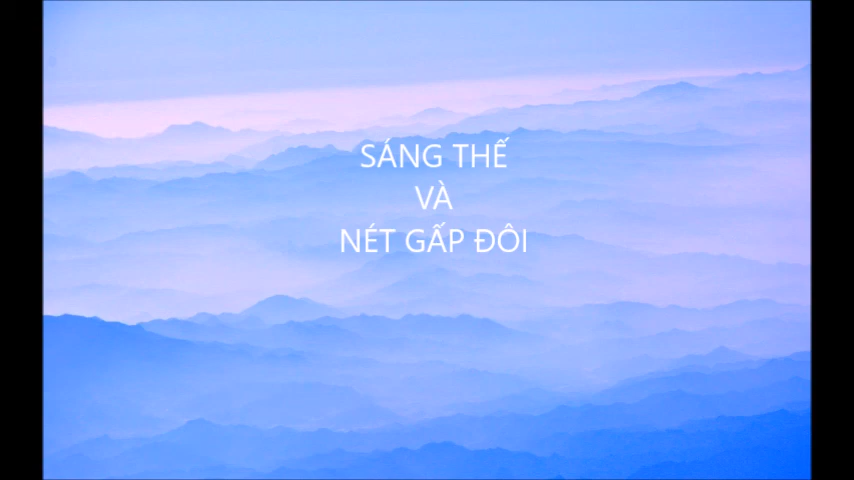 SÁNG THẾ
VÀ
NÉT GẤP ĐÔI